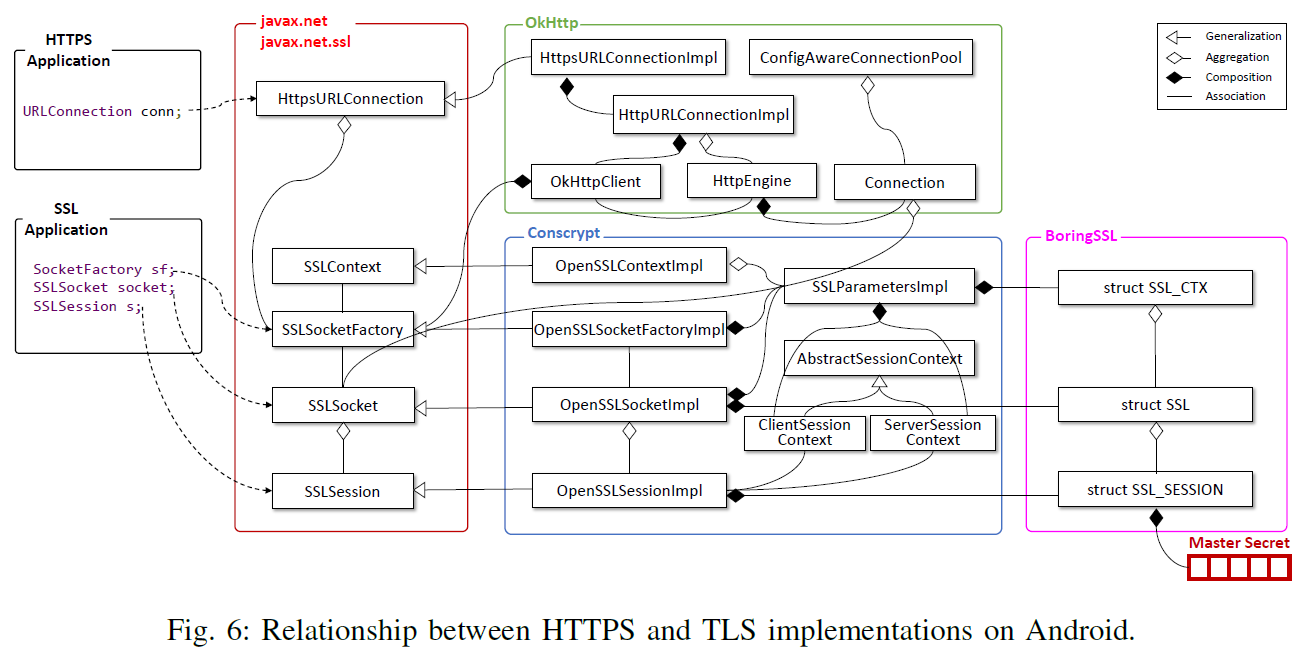 HTTPS
Application
URLConnection conn;
SSL
Application
SocketFactory sf;
SSLSocket socket;
SSLSession s;
javax.net
javax.net.ssl
HttpsURLConnection
SSLContext
SSLSocketFactory
SSLSocket
SSLSession
OkHttp
HttpsURLConnectionImpl
ConfigAwareConnectionPool
HttpURLConnectionImpl
OkHttpClient
HttpEngine
Connection
Conscrypt
OpenSSLContextImpl
SSLParametersImpl
OpenSSLSocketFactoryImpl
AbstractSessionContext
OpenSSLSocketImpl
ClientSession
Context
ServerSession
Context
OpenSSLSessionImpl
BoringSSL
struct SSL_CTX
struct SSL
struct SSL_SESSION
Master Secret
Generalization
Aggregation
Composition
Association
Fig. 6: Relationship between HTTPS and TLS implementations on Android.